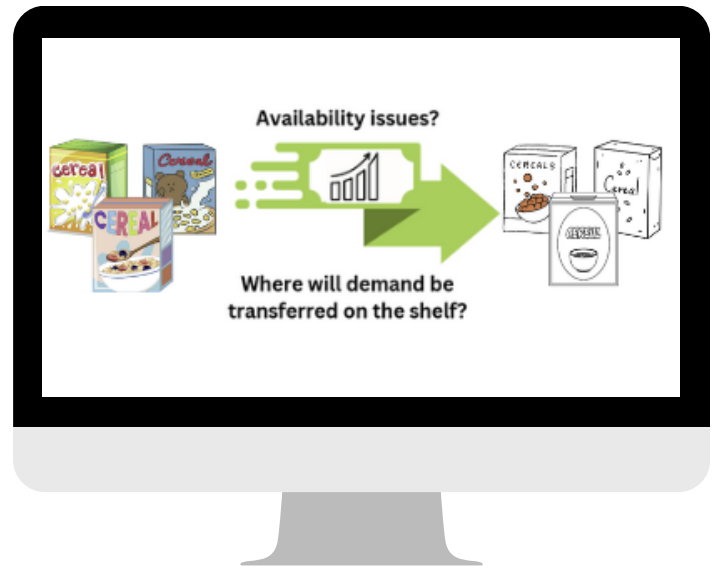 Availability issues?
cereal
Cereal
CEREAL
CEREALS
Cereal
Where will demand be
transferred on the shelf?